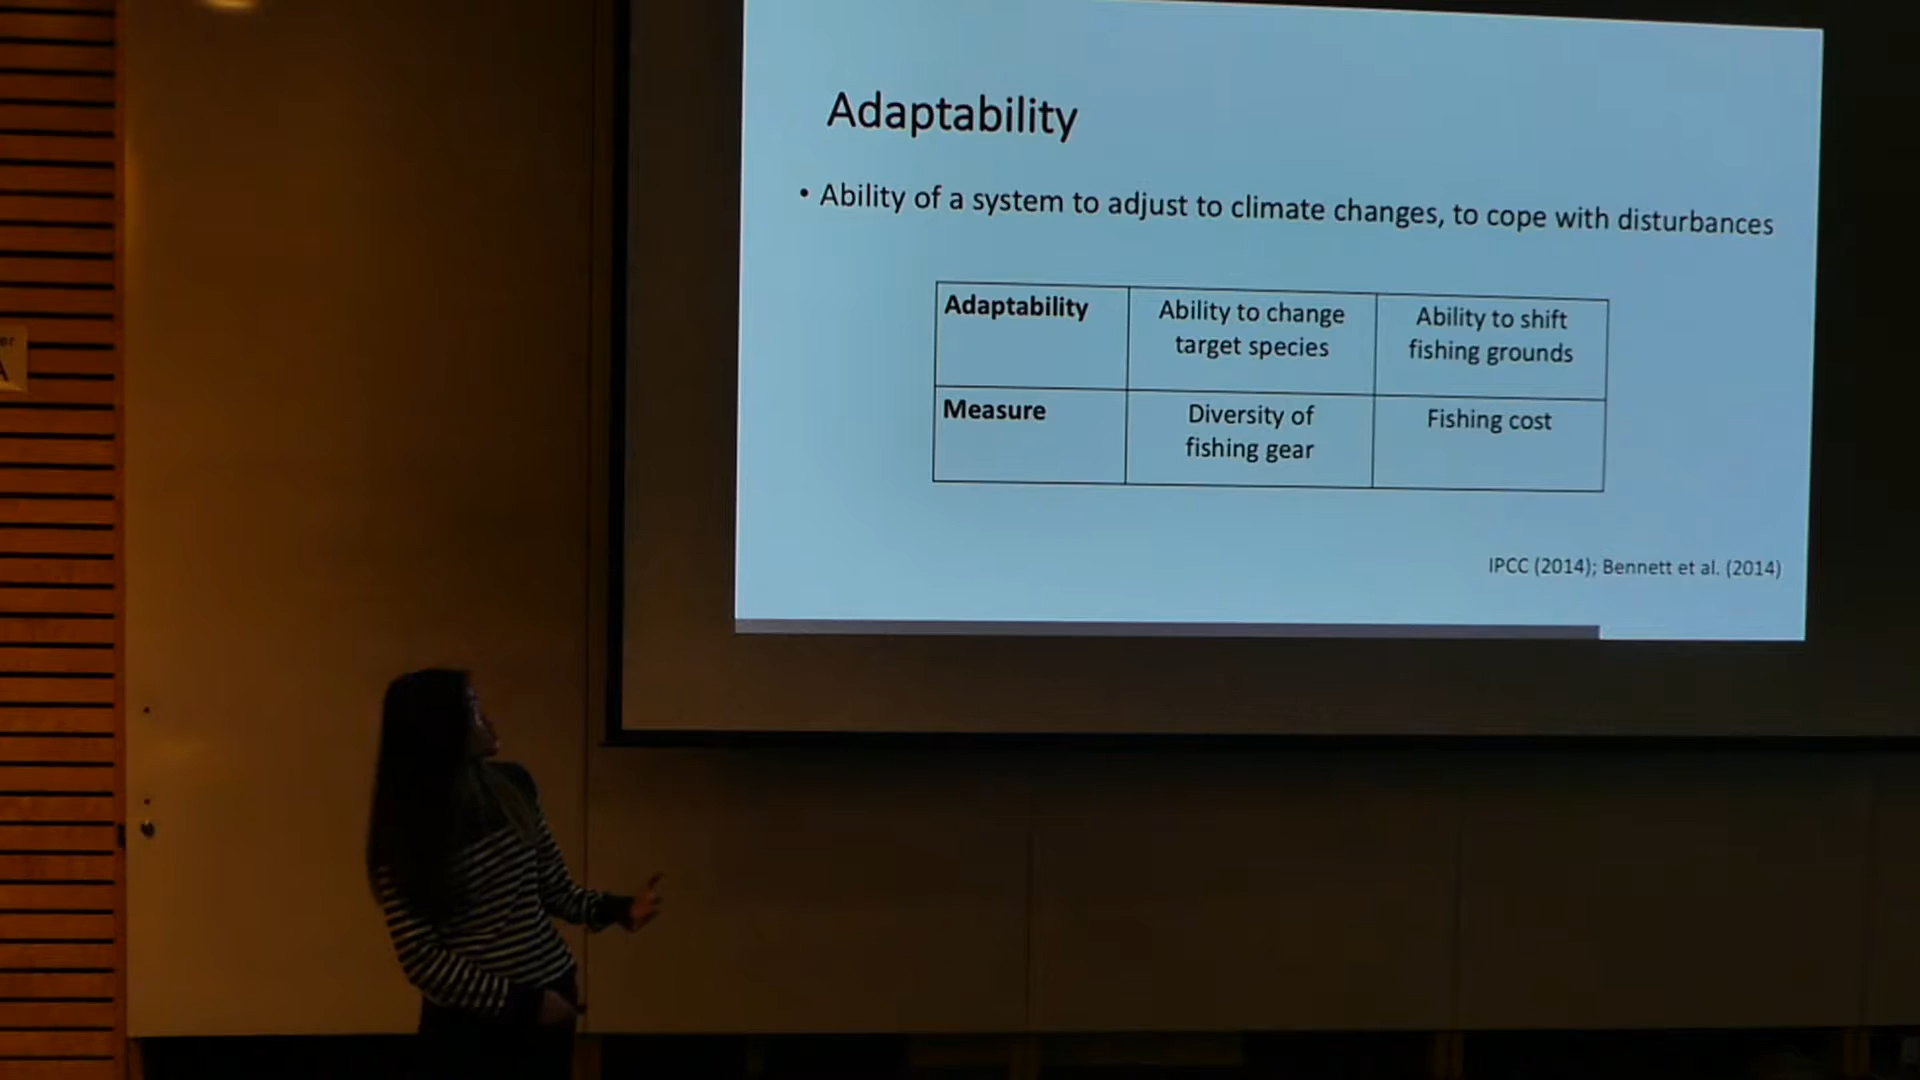 Adaptability
• Ability of a system to adjust to climate changes, to cope with disturbances
Adaptability
Ability to change
target species
Ability to shift
fishing grounds
Measure
Diversity of
fishing gear
Fishing cost
IPCC (2014); Bennett et al. (2014)